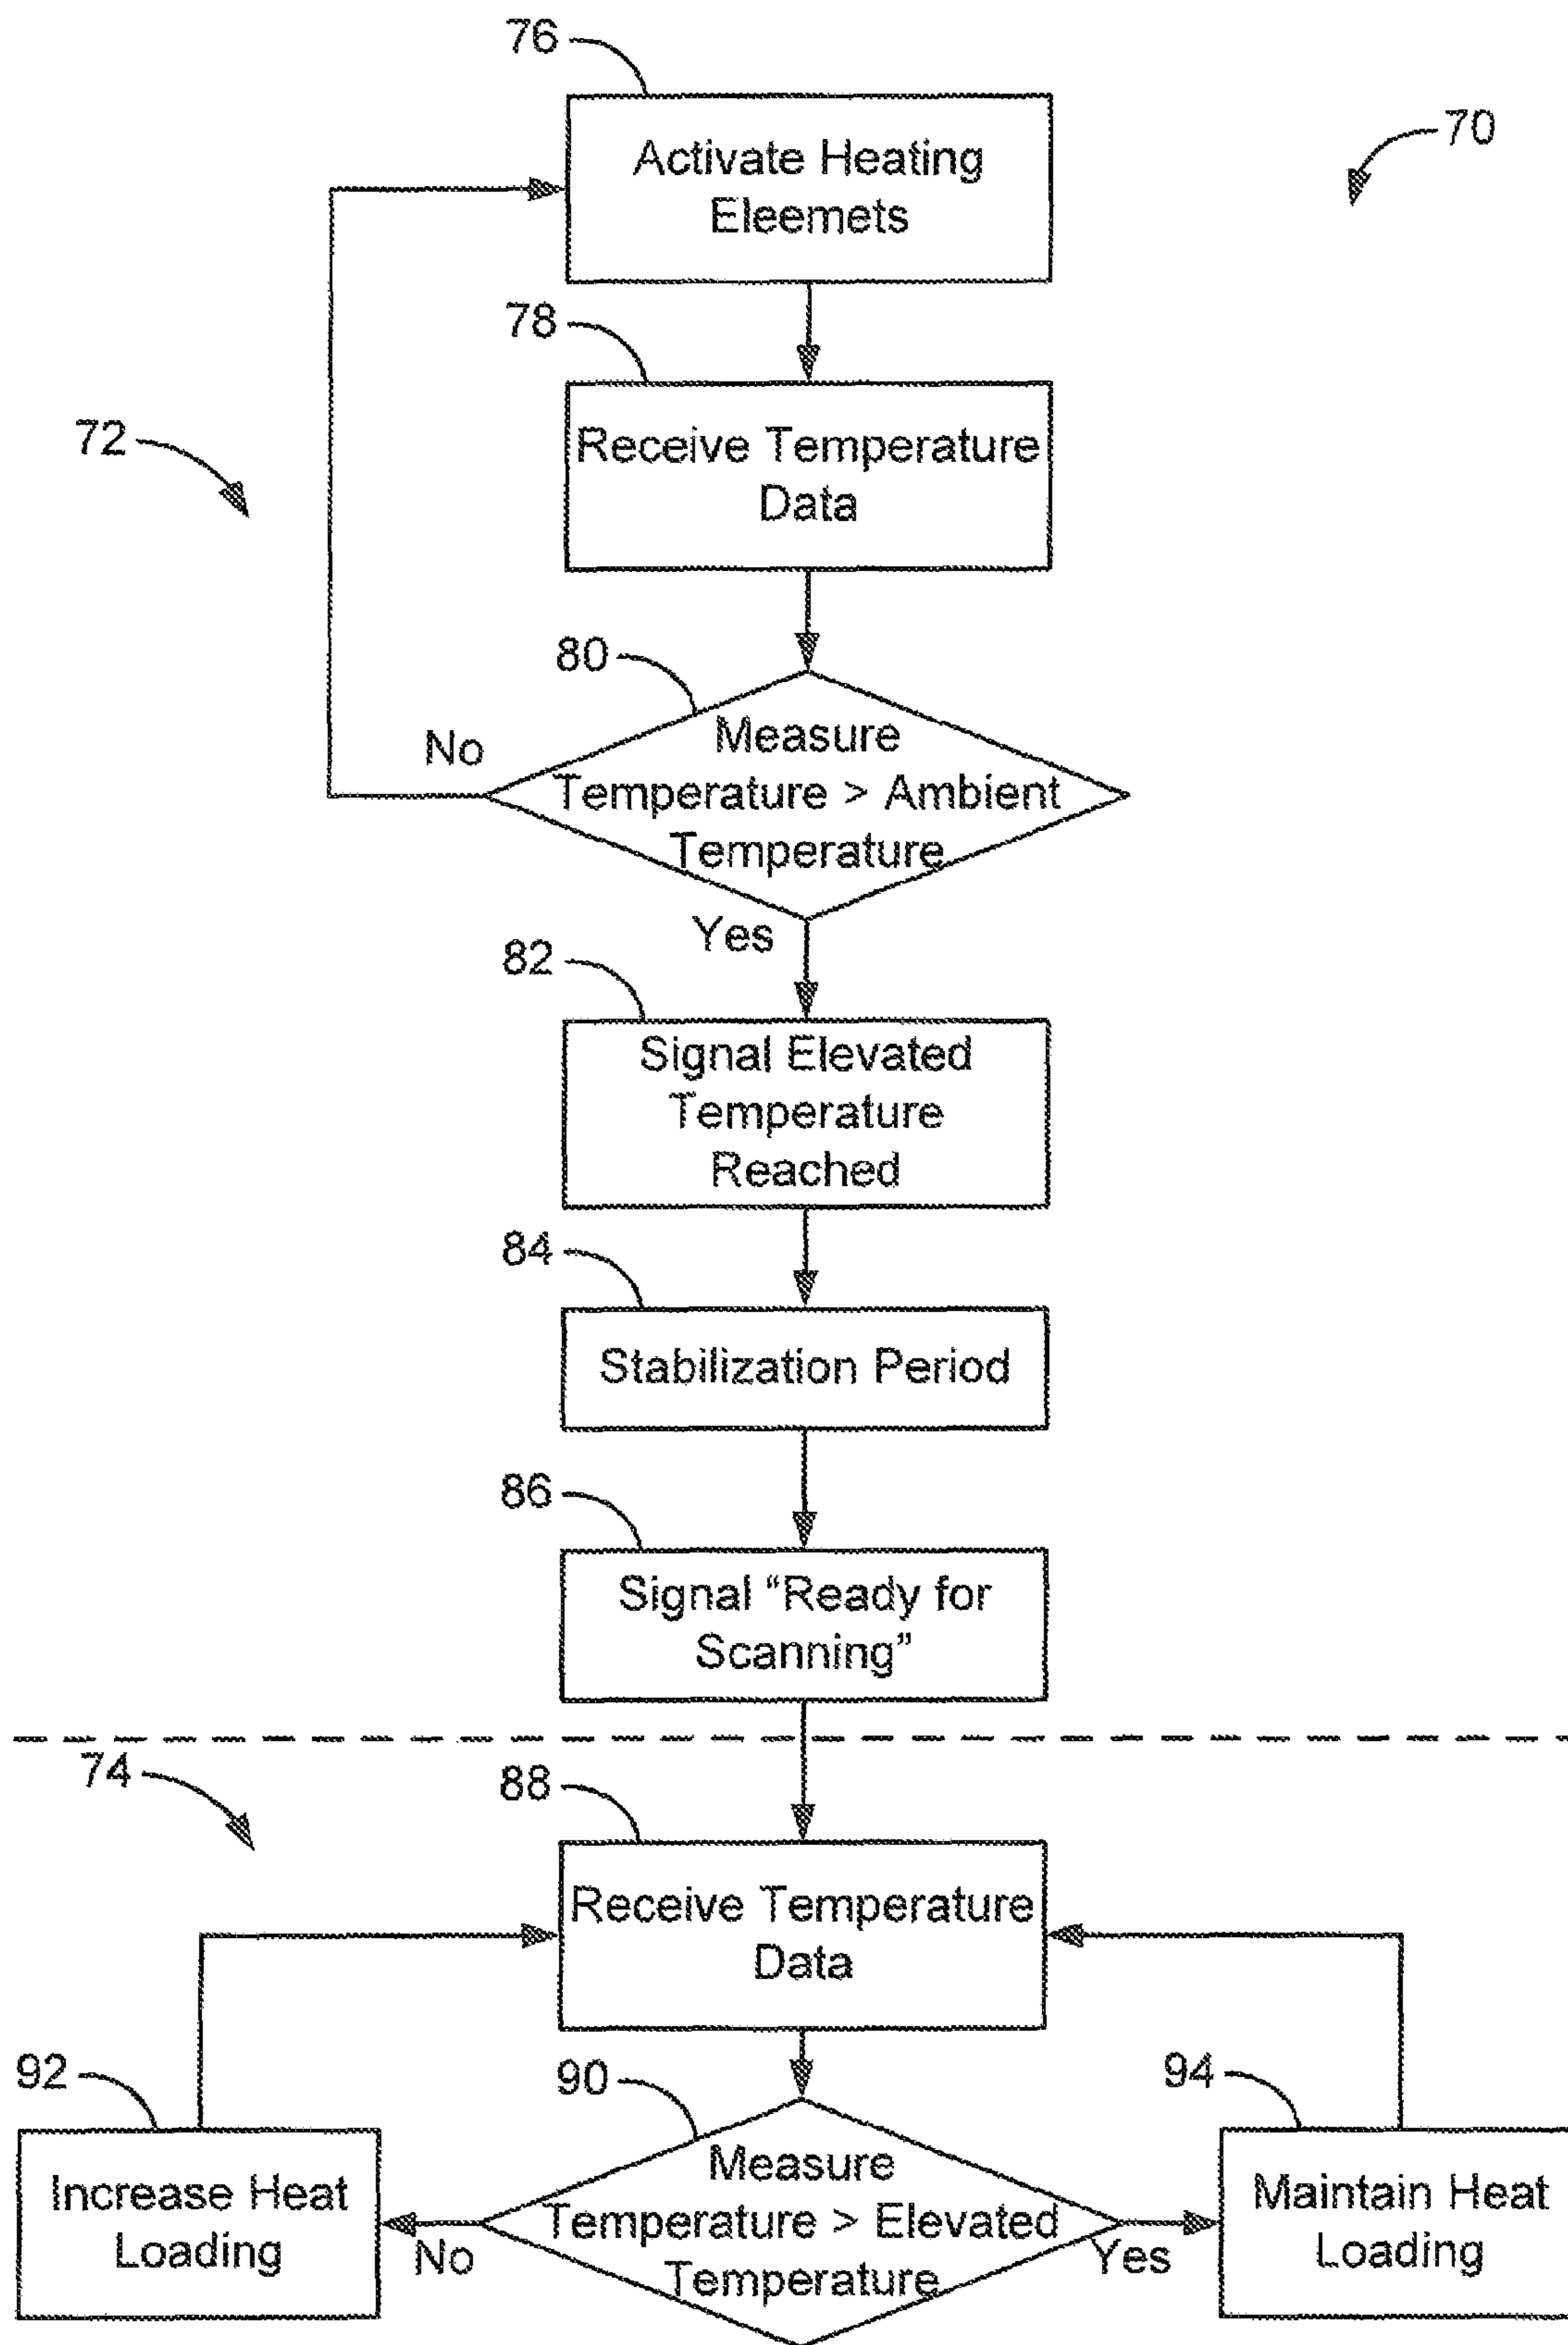 76
70
Activate Heating
Eleemets
78
72
Receive Temperature
Data
80
No
Measure
Temperature > Ambient
Temperature
Yes
82
Signal Elevated
Temperature
Reached
84
Stabilization Period
86
Signal “Ready for
Scanning”
74
88
Receive Temperature
Data
92
90
94
Increase Heat
Loading
No
Measure
Temperature > Elevated
Temperature
Yes
Maintain Heat
Loading